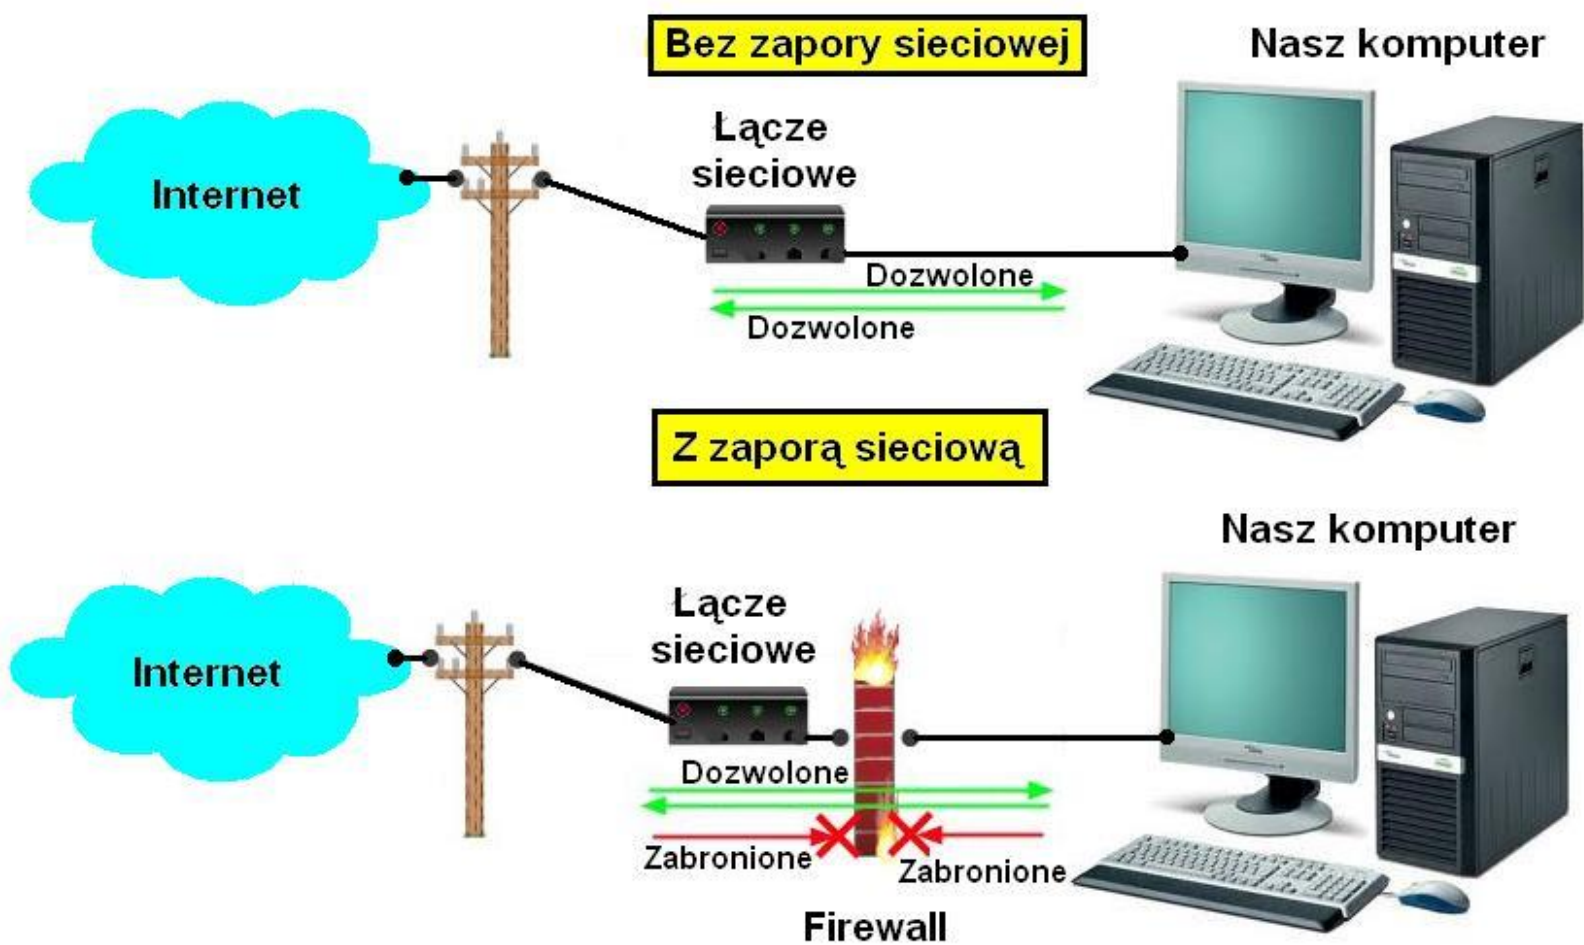 Bez zapory sieciowej
Nasz komputer
Łącze
sieciowe
Internet
Dozwolone
Dozwolone
Z zaporą sieciową
Nasz komputer
Łącze
sieciowe
Internet
Dozwolone
Zabronione
Zabronione
Firewall